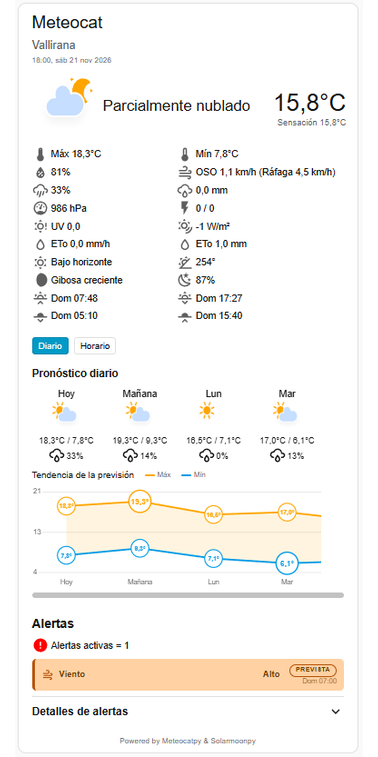 Meteocat
Vallirana
18:00, sáb 21 nov 2026
Parcialmente nublado
15,8°C
Sensación 15,8°C
Máx 18,3°C
Mín 7,8°C
81%
OSO 1,1 km/h (Ráfaga 4,5 km/h)
33%
0,0 mm
986 hPa
0 / 0
UV 0,0
-1 W/m²
ETo 0,0 mm/h
ETo 1,0 mm
Bajo horizonte
254°
Gibosa creciente
87%
Dom 07:48
Dom 17:27
Dom 05:10
Dom 15:40
Diario
Horario
Pronóstico diario
Hoy Mañana Lun Mar
18,3°C / 7,8°C 19,3°C / 9,3°C 16,5°C / 7,1°C 17,0°C / 6,1°C
33% 14% 0% 13%
Tendencia de la previsión Máx Mín
21
18,3° 19,3° 16,5° 17,0°
13
7,8° 9,3° 7,1° 6,1°
4
Hoy Mañana Lun Mar
Alertas
Alertas activas = 1
Viento
Alto
PREVISTA
Dom 07:00
Detalles de alertas
Powered by Meteocatpy & Solarmoonpy